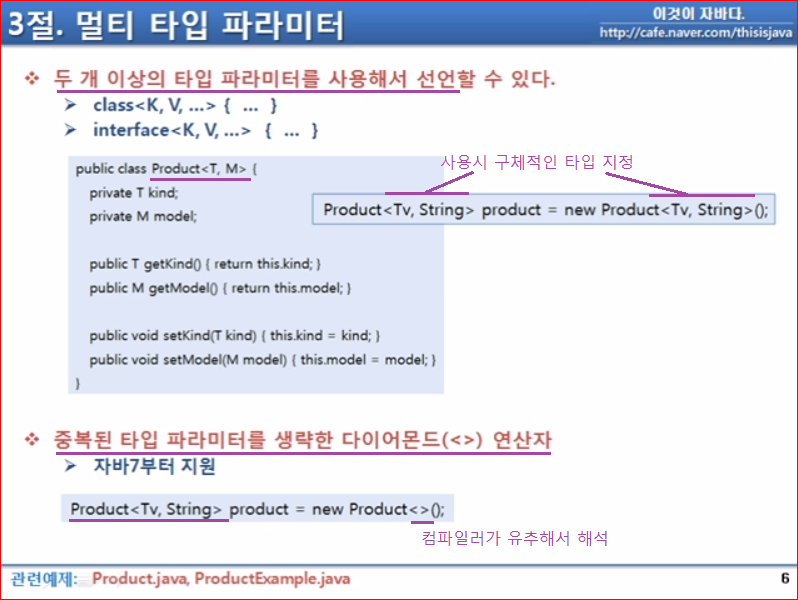 3절. 멀티 타입 파라미터
이것이 자바다.
http://cafe.naver.com/thisisjava
❖ 두 개 이상의 타입 파라미터를 사용해서 선언할 수 있다.
➢ class<K, V, ...> { ... }
➢ interface<K, V, ...> { ... }
사용시 구체적인 타입 지정
public class Product<T, M> {
private T kind;
private M model;
Product<Tv, String> product = new Product<Tv, String>();
public T getKind() { return this.kind; }
public M getModel() { return this.model; }
public void setKind(T kind) { this.kind = kind; }
public void setModel(M model) { this.model = model; }
}
❖ 중복된 타입 파라미터를 생략한 다이어몬드(<>) 연산자
➢ 자바7부터 지원
Product<Tv, String> product = new Product<>();
컴파일러가 유추해서 해석
관련예제: Product.java, ProductExample.java
6